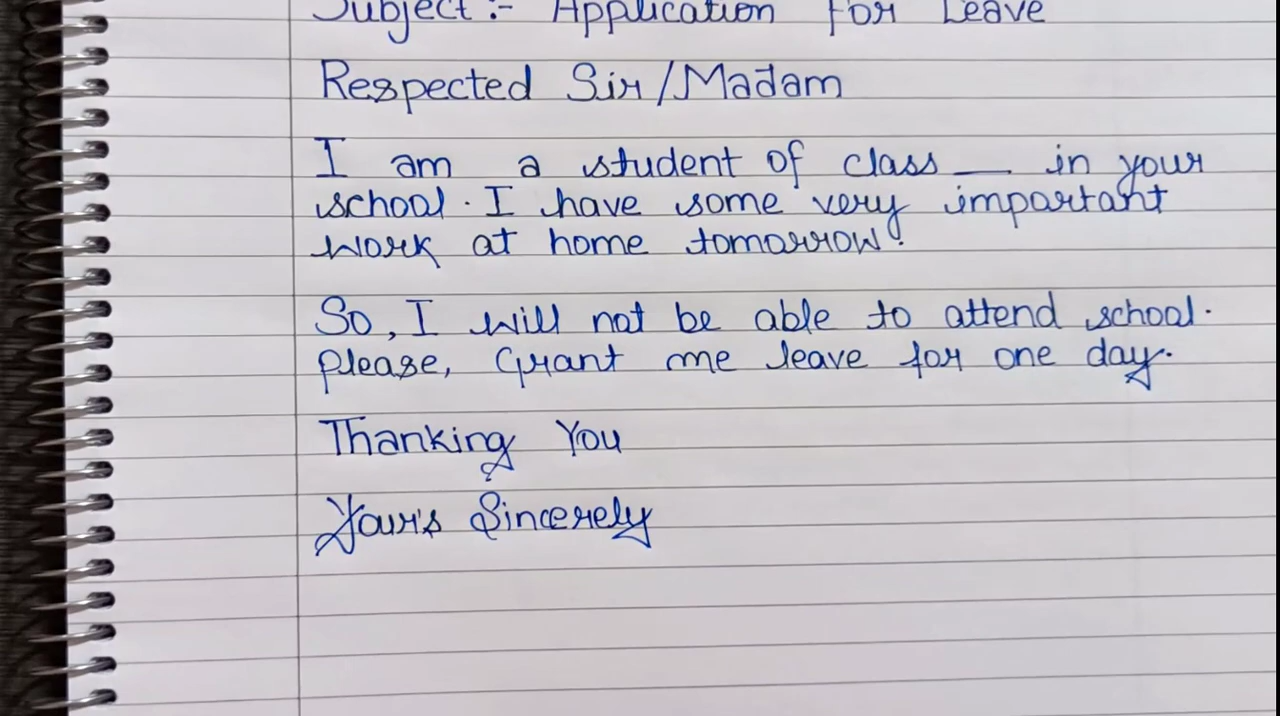 Subject :- Application For Leave
Respected Sir/Madam
I am a student of class __ in your
school. I have some very important
work at home tomorrow.
So, I will not be able to attend school.
please, Grant me leave for one day.
Thanking You
Your's Sincerely